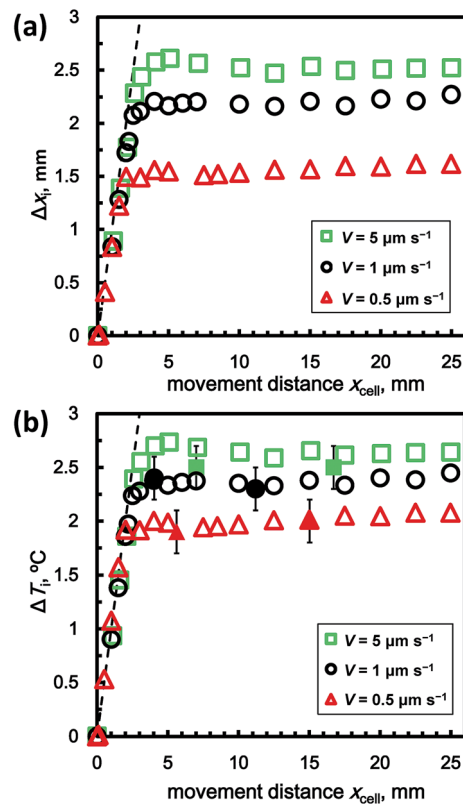 (a)
3
2.5
2
1.5
1
0.5
0
Δxᵢ, mm
V = 5 µm s⁻¹
V = 1 µm s⁻¹
V = 0.5 µm s⁻¹
0 5 10 15 20 25
movement distance x_cell, mm
(b)
3
2.5
2
1.5
1
0.5
0
ΔTᵢ, ºC
V = 5 µm s⁻¹
V = 1 µm s⁻¹
V = 0.5 µm s⁻¹
0 5 10 15 20 25
movement distance x_cell, mm